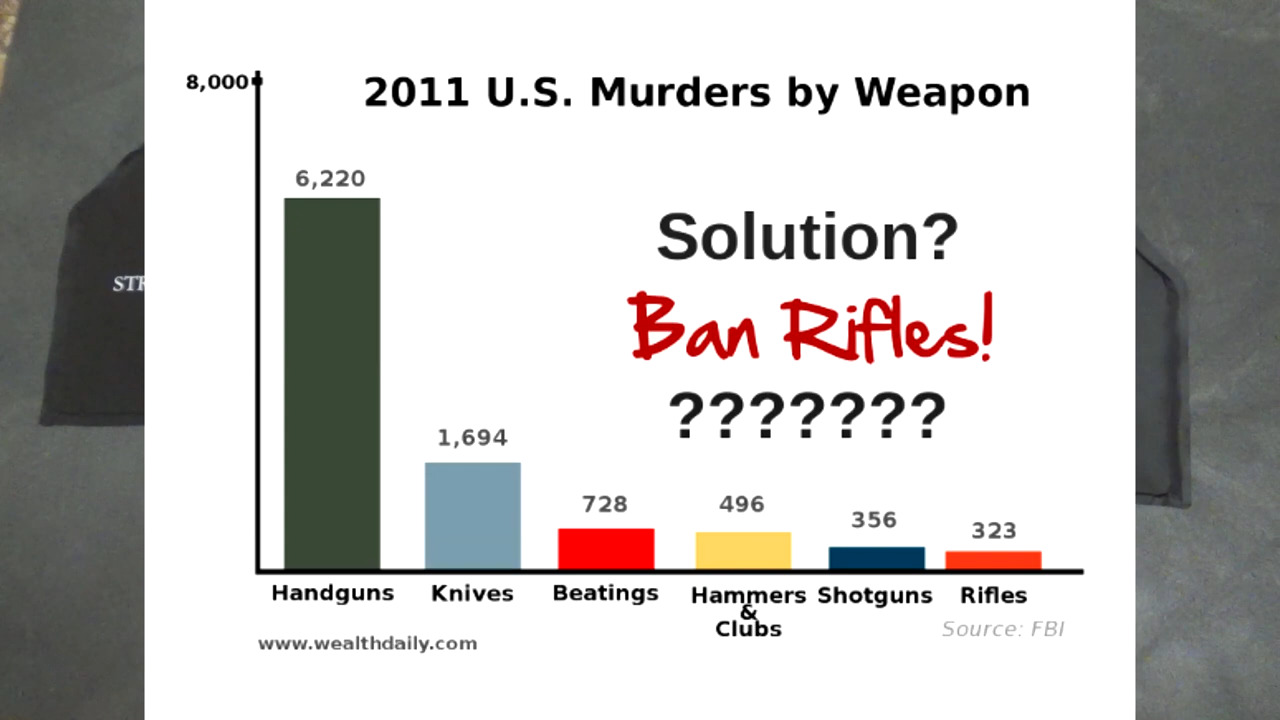 8,000
2011 U.S. Murders by Weapon
6,220
Solution?
STR
Ban Rifles!
???????
1,694
728
496
356
323
Handguns Knives Beatings Hammers & Clubs Shotguns Rifles
www.wealthdaily.com
Source: FBI